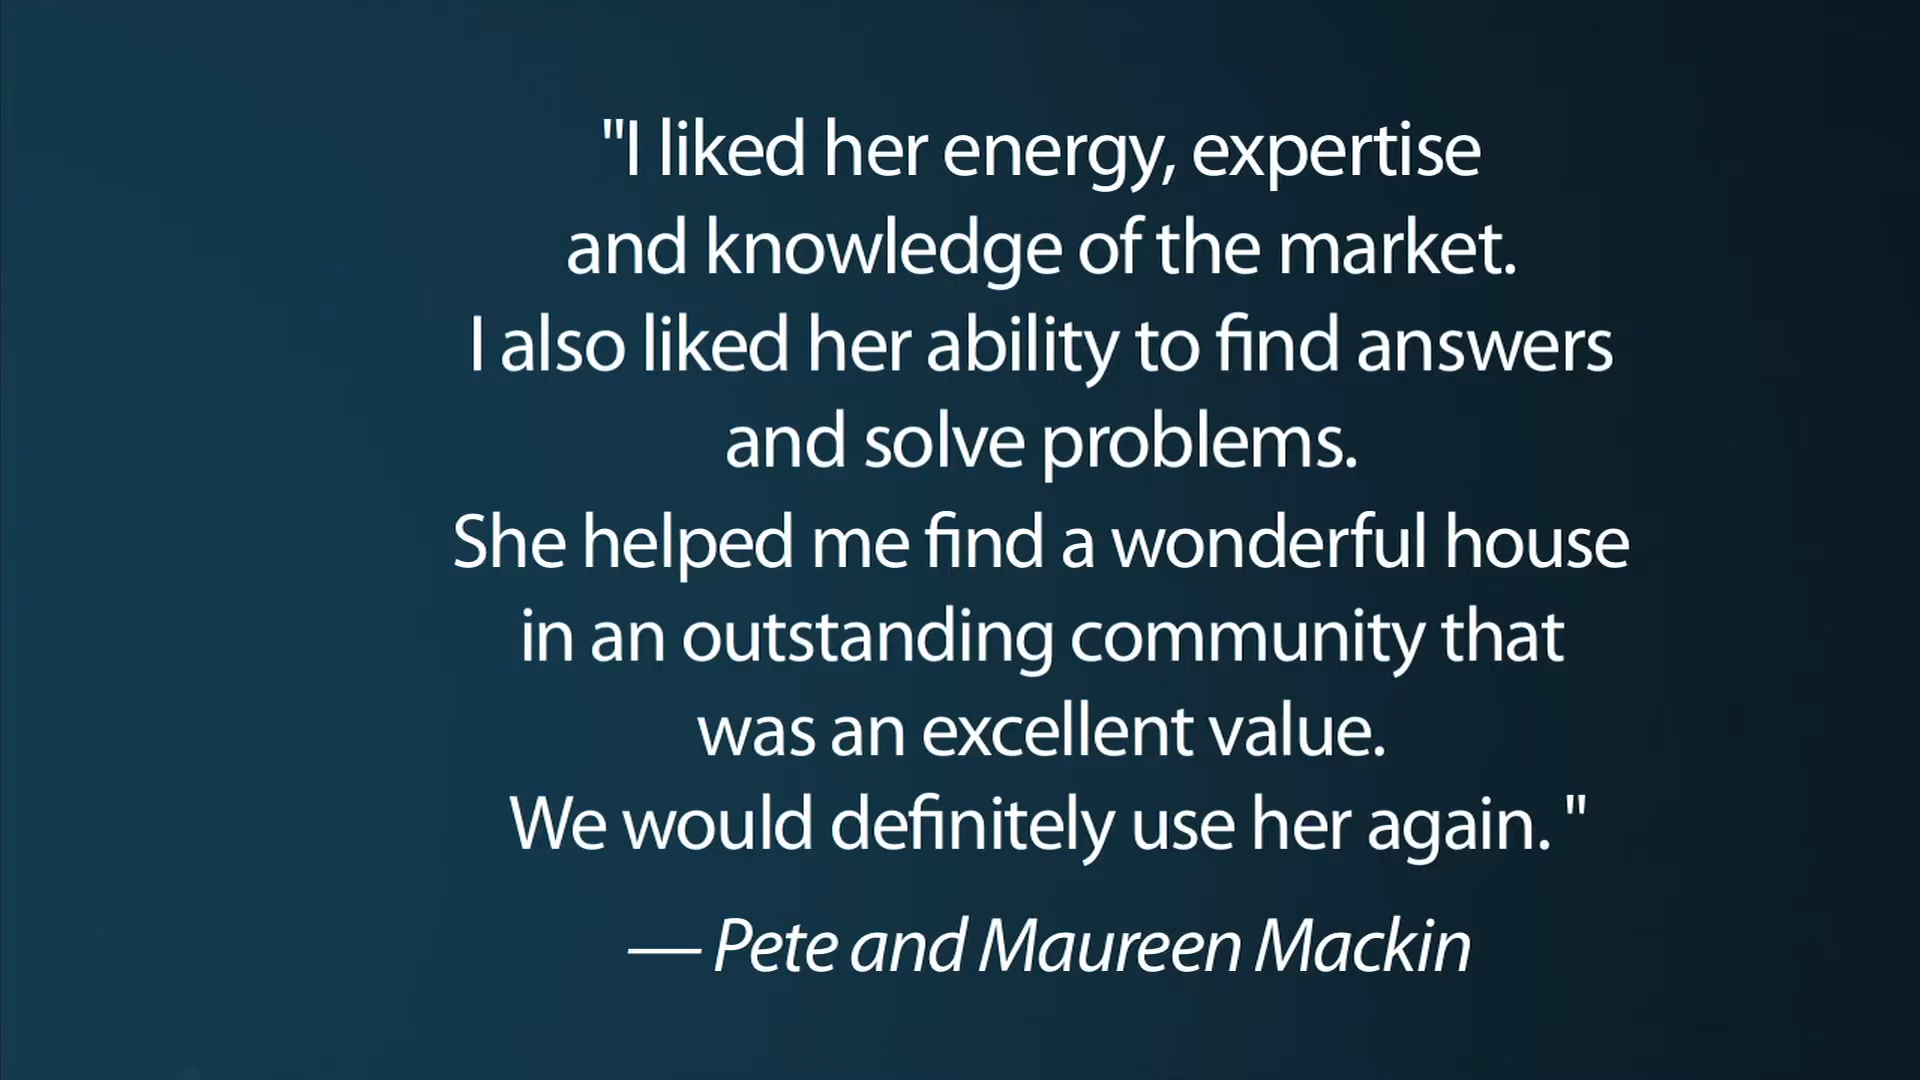 "I liked her energy, expertise
and knowledge of the market.
I also liked her ability to find answers
and solve problems.
She helped me find a wonderful house
in an outstanding community that
was an excellent value.
We would definitely use her again. "
— Pete and Maureen Mackin